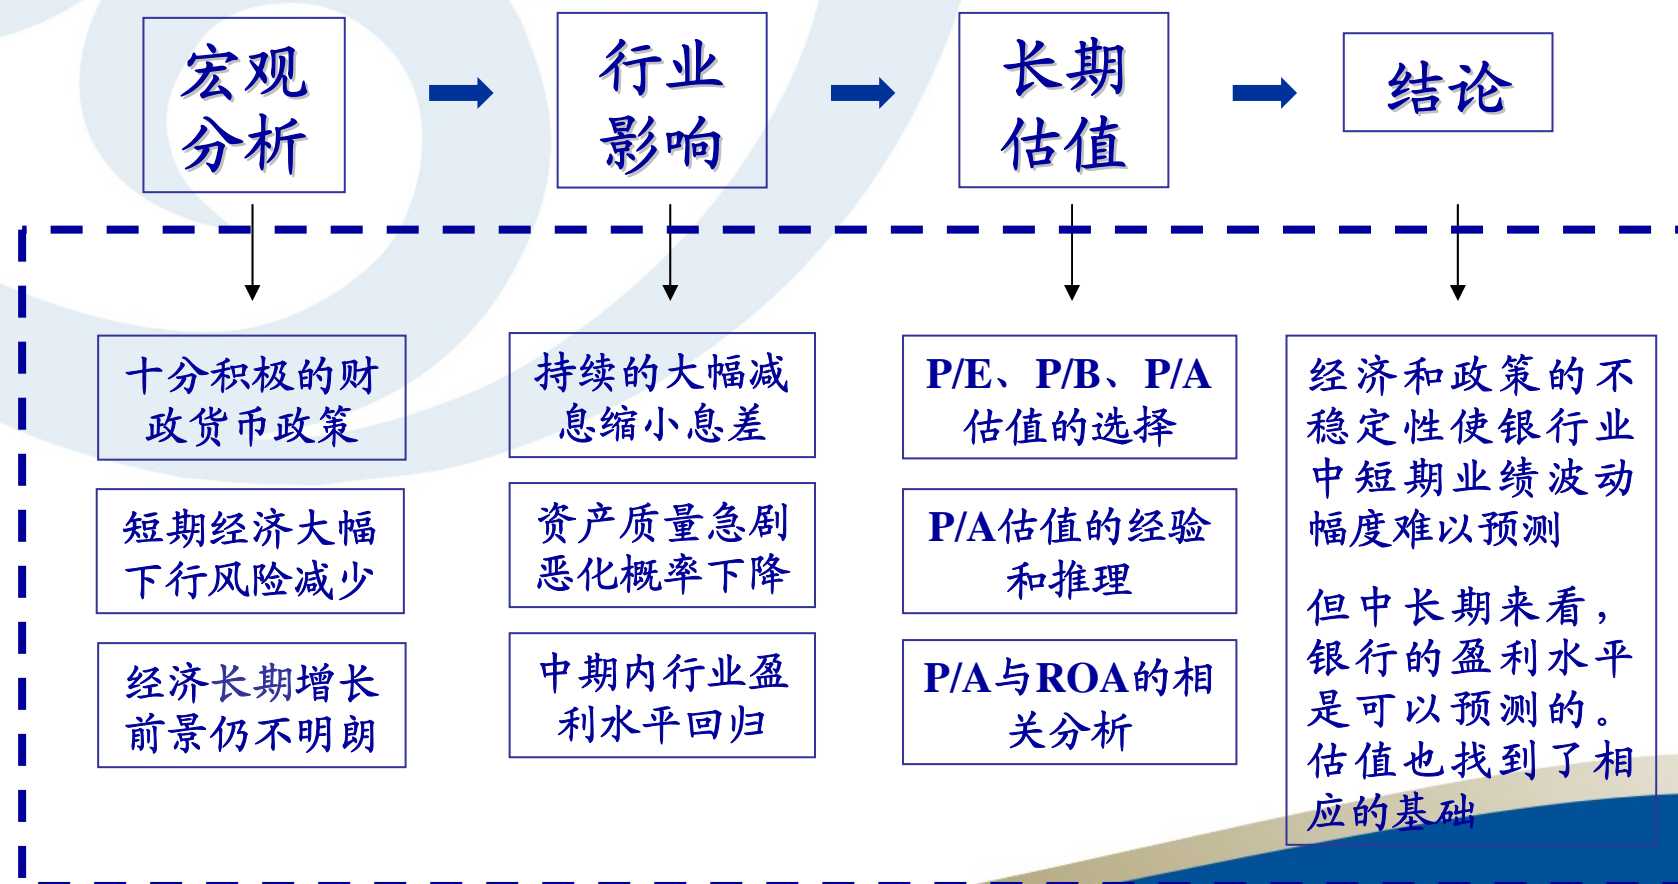 宏观
分析
行业
影响
长期
估值
结论
十分积极的财
政货币政策
短期经济大幅
下行风险减少
经济长期增长
前景仍不明朗
持续的大幅减
息缩小息差
资产质量急剧
恶化概率下降
中期内行业盈
利水平回归
P/E、P/B、P/A
估值的选择
P/A估值的经验
和推理
P/A与ROA的相
关分析
经济和政策的不
稳定性使银行业
中短期业绩波动
幅度难以预测
但中长期来看，
银行的盈利水平
是可以预测的。
估值也找到了相
应的基础